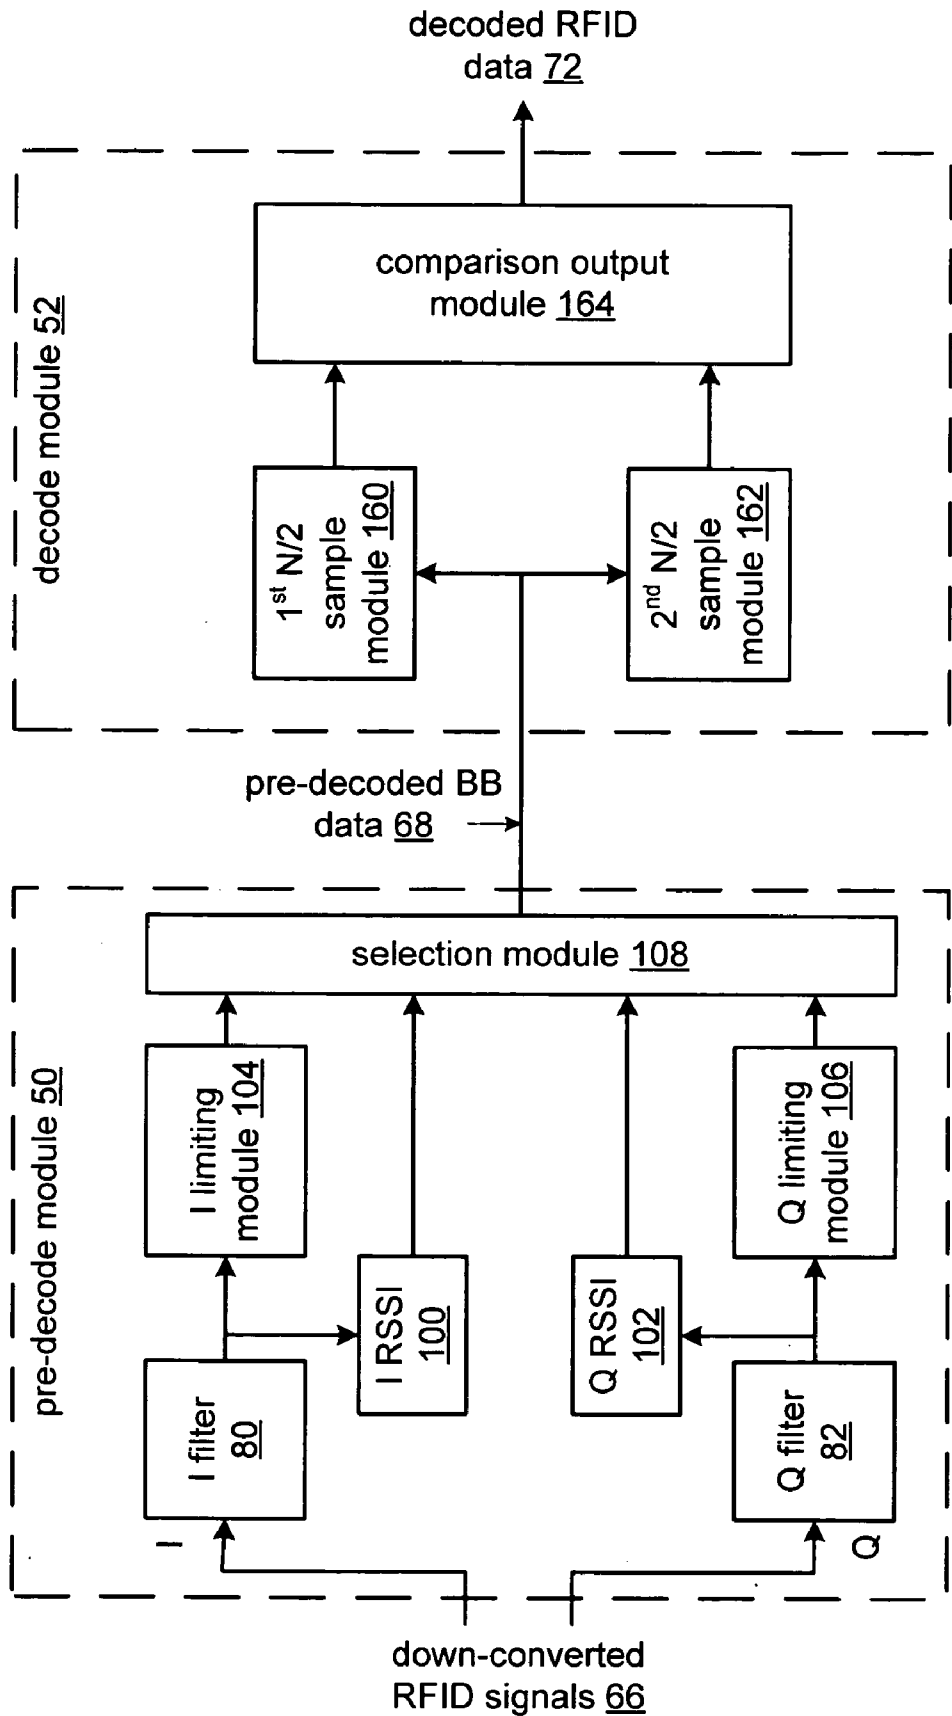 decoded RFID
data 72
decode module 52
comparison output
module 164
1st N/2
sample
module 160
2nd N/2
sample
module 162
pre-decoded BB
data 68
pre-decode module 50
selection module 108
I limiting
module 104
Q limiting
module 106
I RSSI
100
Q RSSI
102
I filter
80
Q filter
82
I
Q
down-converted
RFID signals 66